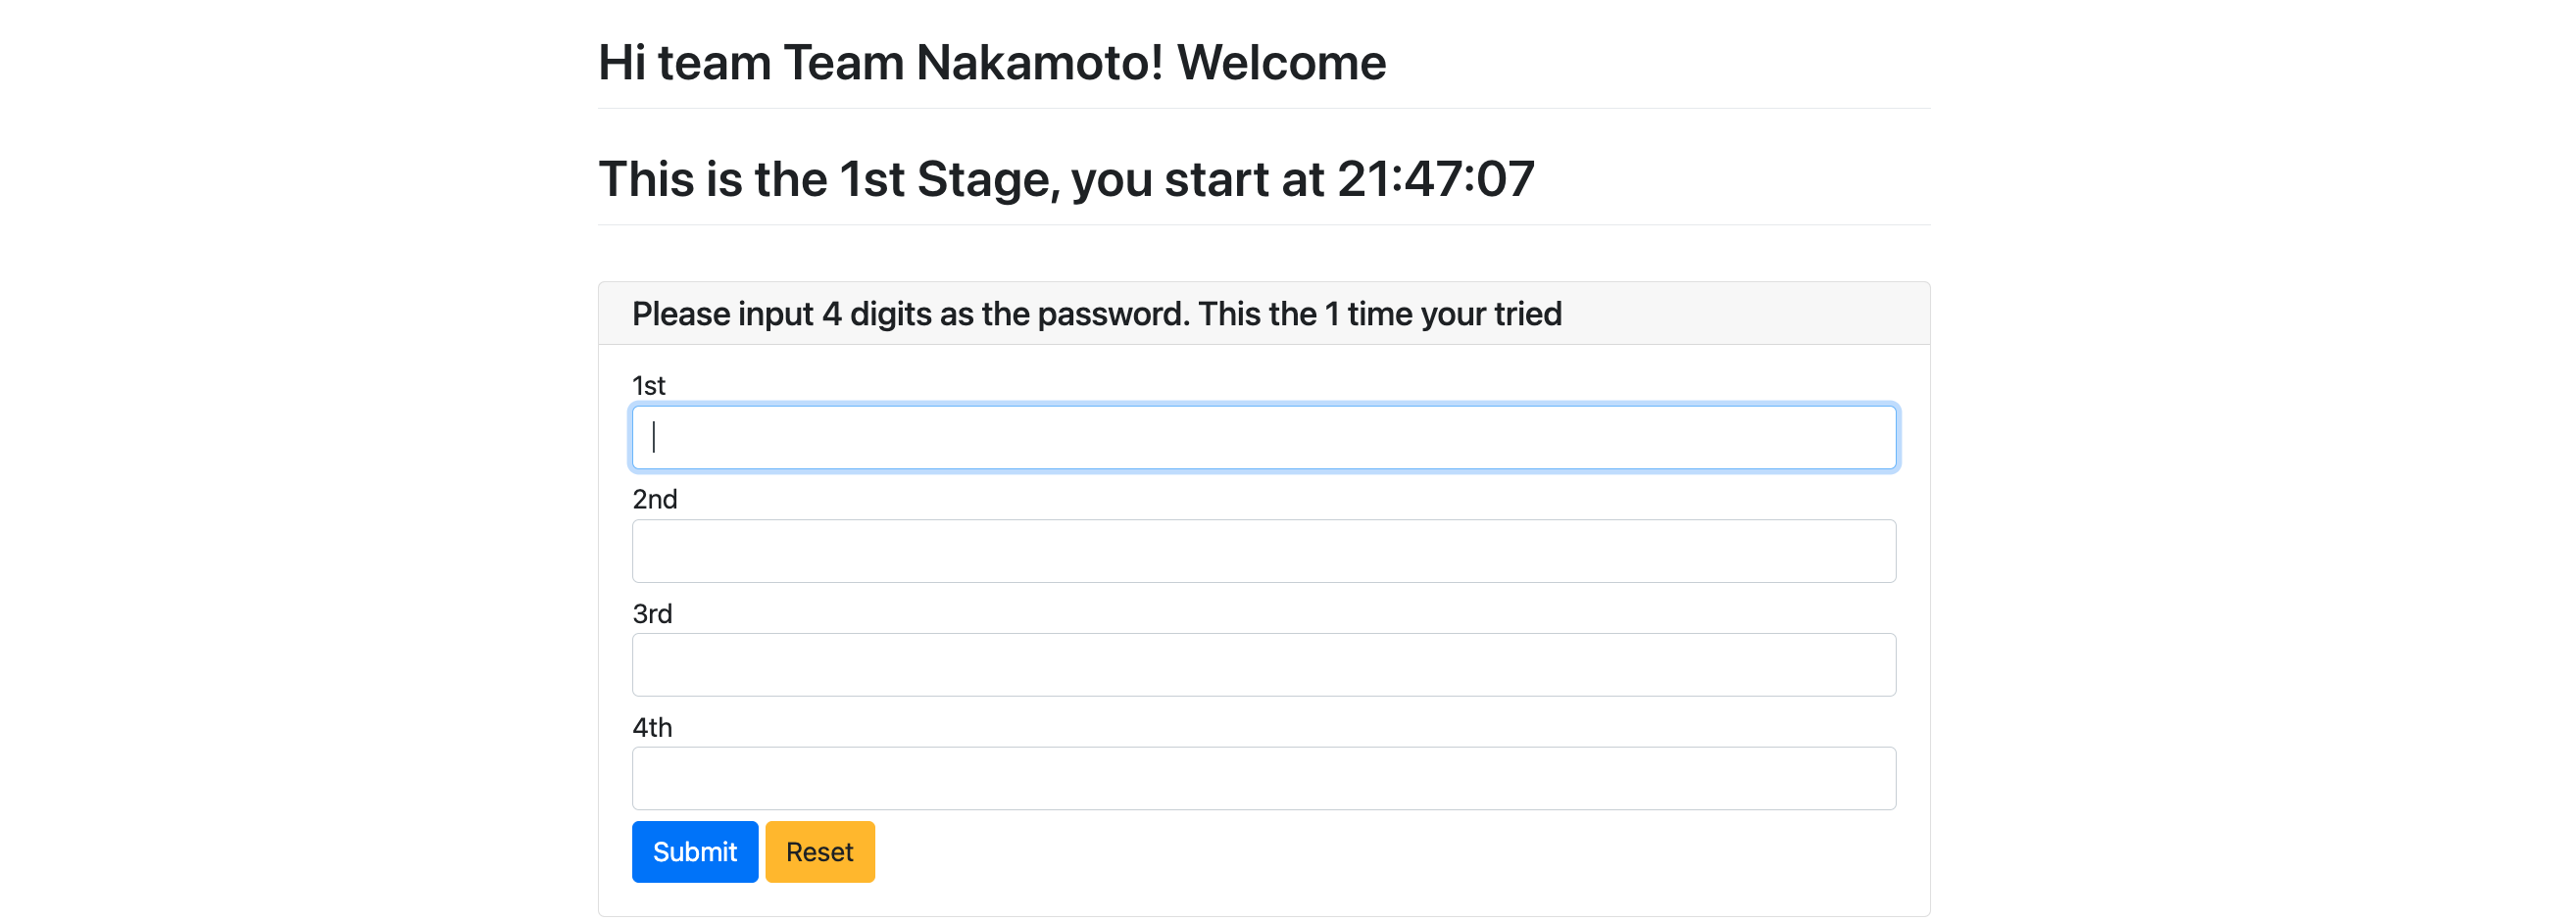 Hi team Team Nakamoto! Welcome
This is the 1st Stage, you start at 21:47:07
Please input 4 digits as the password. This the 1 time your tried
1st
2nd
3rd
4th
Submit Reset